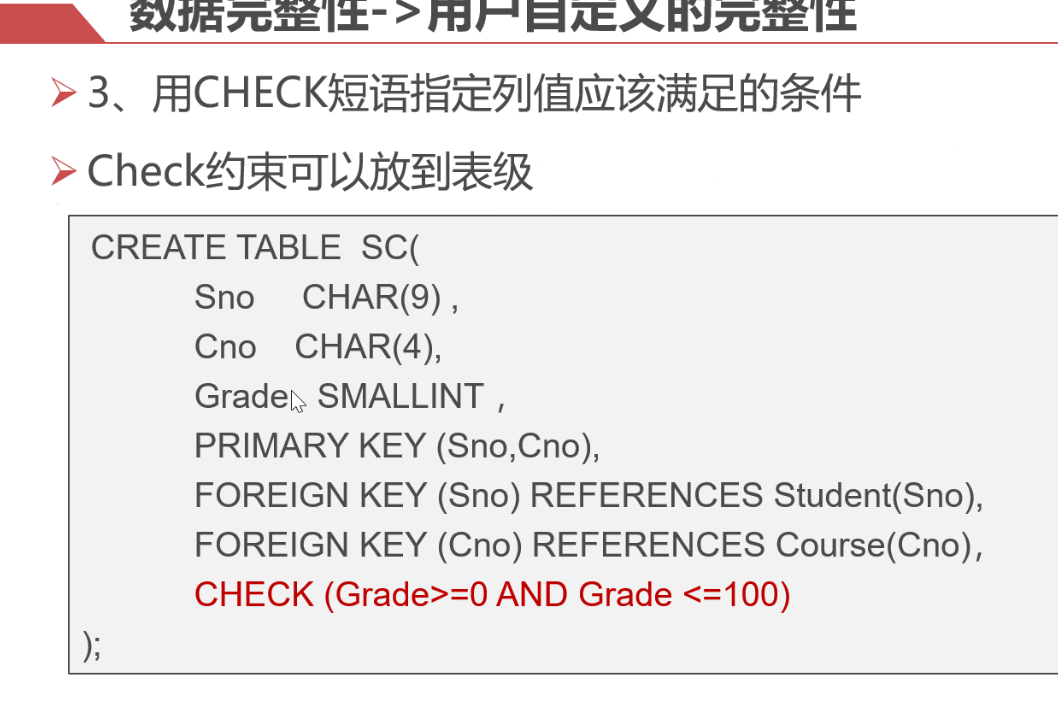 数据完整性->用户自定义的完整性
3、用CHECK短语指定列值应该满足的条件
Check约束可以放到表级
CREATE TABLE  SC(
Sno     CHAR(9) ,
Cno    CHAR(4),
Grade   SMALLINT ，
PRIMARY KEY (Sno,Cno),
FOREIGN KEY (Sno) REFERENCES Student(Sno),
FOREIGN KEY (Cno) REFERENCES Course(Cno)，
CHECK (Grade>=0 AND Grade <=100)
);